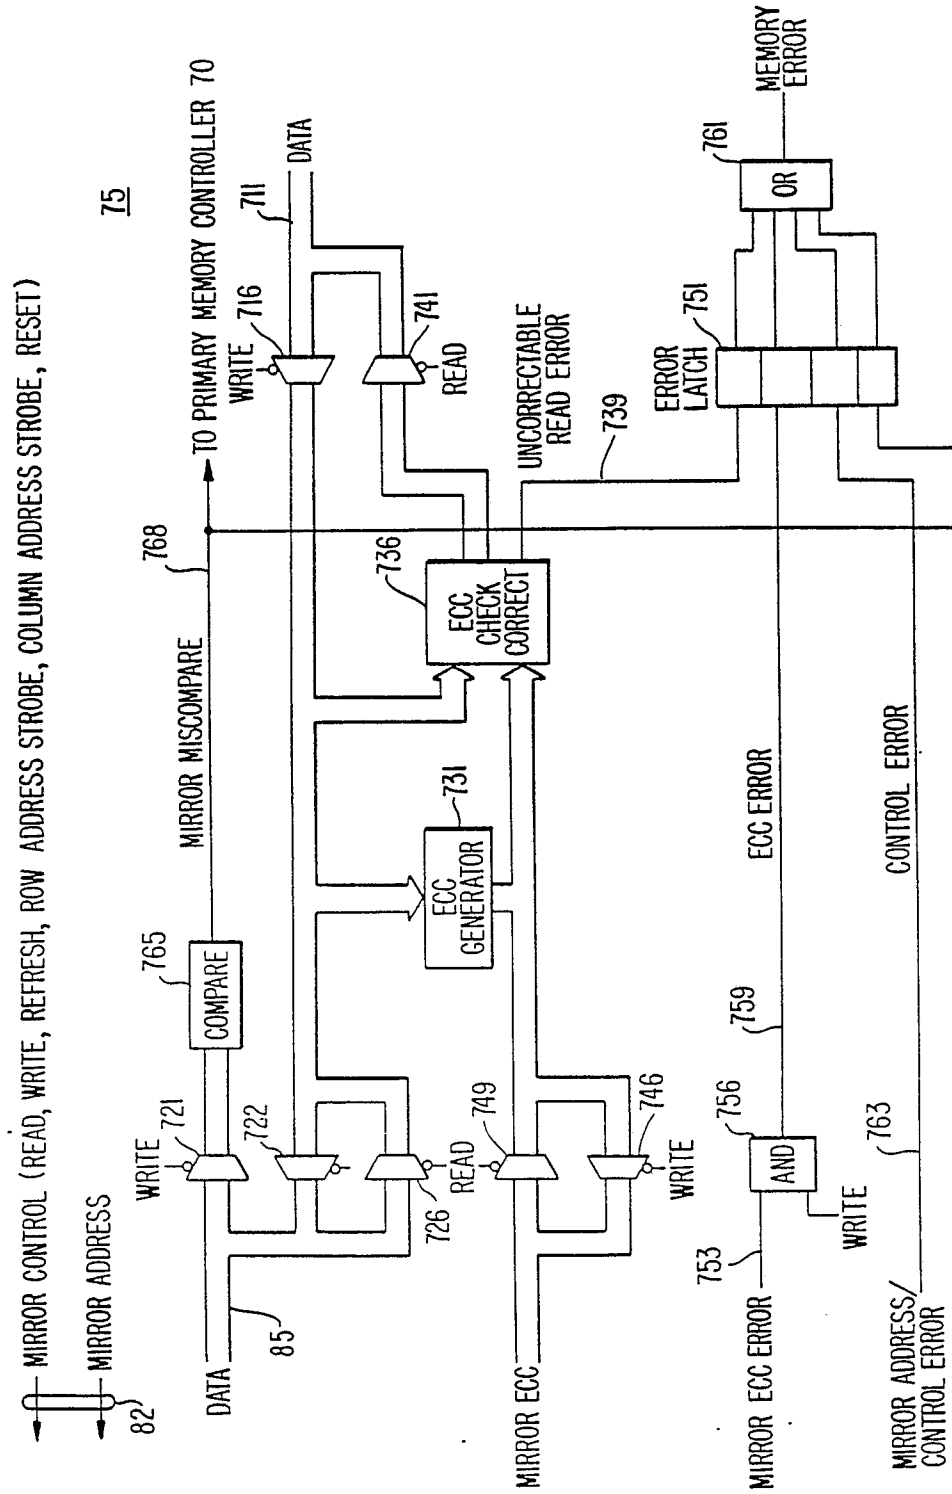 MIRROR CONTROL (READ, WRITE, REFRESH, ROW ADDRESS STROBE, COLUMN ADDRESS STROBE, RESET)
MIRROR ADDRESS
82
75
TO PRIMARY MEMORY CONTROLLER 70
768
MIRROR MISCOMPARE
765
COMPARE
WRITE
721
722
DATA
85
726
READ
WRITE
716
711
DATA
741
READ
736
ECC
CHECK
CORRECT
731
ECC
GENERATOR
749
746
WRITE
MIRROR ECC
UNCORRECTABLE
READ ERROR
739
ERROR
LATCH
751
761
OR
MEMORY
ERROR
ECC ERROR
759
756
AND
753
WRITE
MIRROR ECC ERROR
CONTROL ERROR
763
MIRROR ADDRESS/
CONTROL ERROR